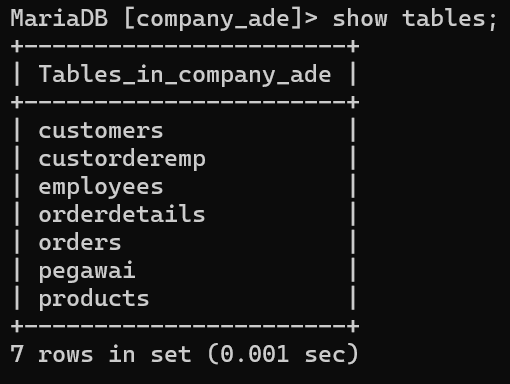 MariaDB [company_ade]> show tables;
+-----------------------+
| Tables_in_company_ade |
+-----------------------+
| customers             |
| custorderemp          |
| employees             |
| orderdetails          |
| orders                |
| pegawai               |
| products              |
+-----------------------+
7 rows in set (0.001 sec)